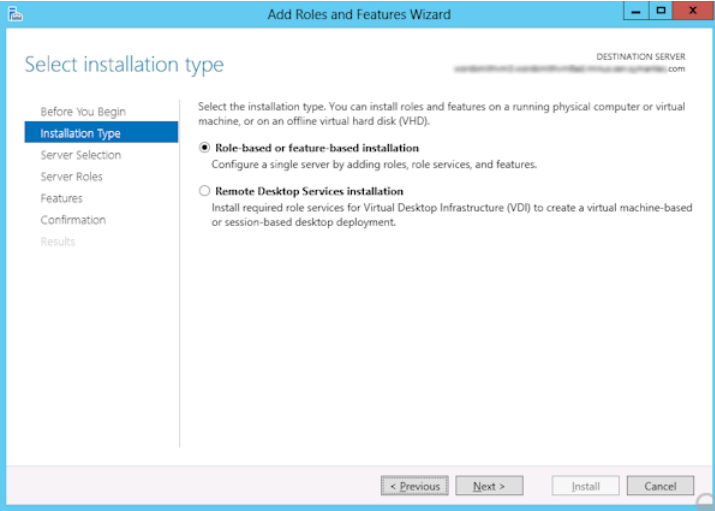 Add Roles and Features Wizard
Select installation type
DESTINATION SERVER
.com
Before You Begin
Installation Type
Server Selection
Server Roles
Features
Confirmation
Results
Select the installation type. You can install roles and features on a running physical computer or virtual
machine, or on an offline virtual hard disk (VHD).
Role-based or feature-based installation
Configure a single server by adding roles, role services, and features.
Remote Desktop Services installation
Install required role services for Virtual Desktop Infrastructure (VDI) to create a virtual machine-based
or session-based desktop deployment.
< Previous
Next >
Install
Cancel